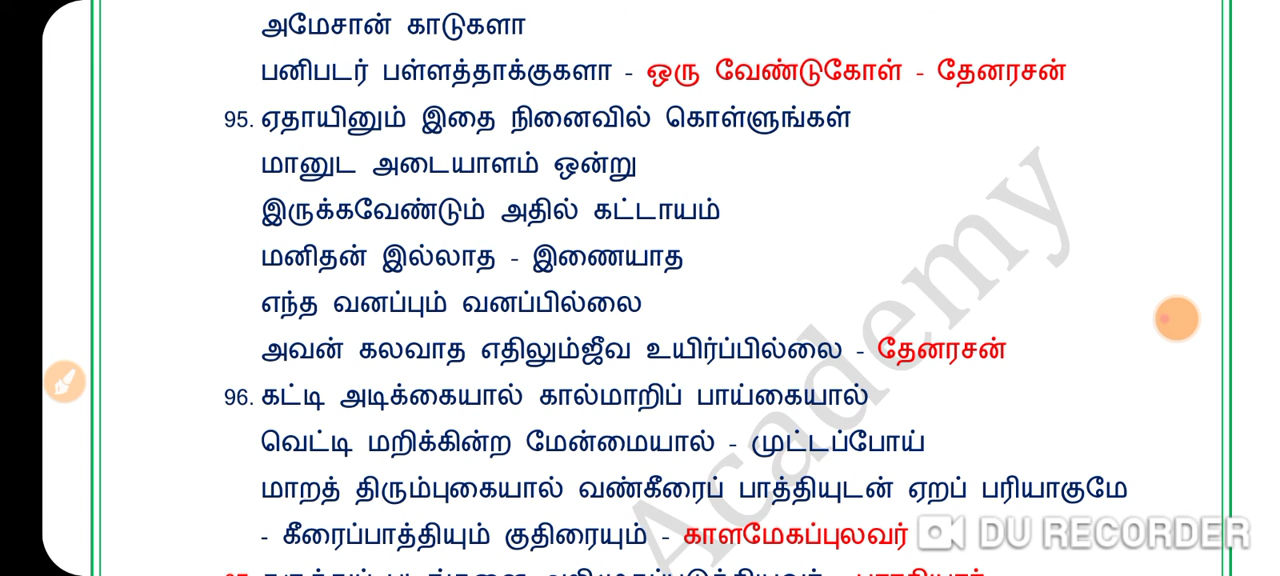 அமேசான் காடுகளா
பனிபடர் பள்ளத்தாக்குகளா - ஒரு வேண்டுகோள் - தேனரசன்
95. ஏதாயினும் இதை நினைவில் கொள்ளுங்கள்
மானுட அடையாளம் ஒன்று
இருக்கவேண்டும் அதில் கட்டாயம்
மனிதன் இல்லாத - இணையாத
எந்த வனப்பும் வனப்பில்லை
அவன் கலவாத எதிலும்ஜீவ உயிர்ப்பில்லை - தேனரசன்
96. கட்டி அடிக்கையால் கால்மாறிப் பாய்கையால்
வெட்டி மறிக்கின்ற மேன்மையால் - முட்டப்போய்
மாறத் திரும்புகையால் வண்கீரைப் பாத்தியுடன் ஏறப் பரியாகுமே
- கீரைப்பாத்தியும் குதிரையும் - காளமேகப்புலவர்
Academy
DU RECORDER